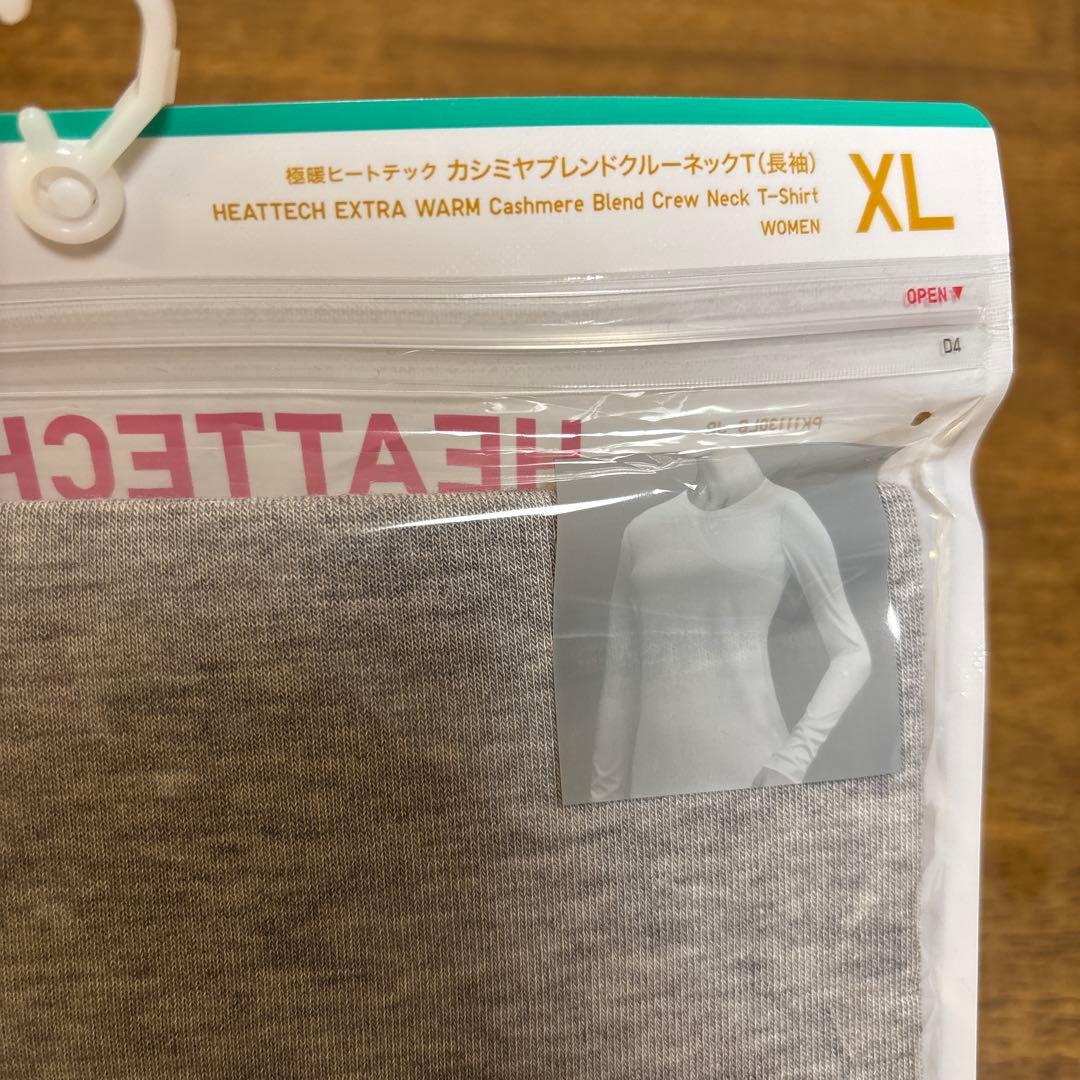 極暖ヒートテック カシミヤブレンドクルーネックT(長袖)
HEATTECH EXTRA WARM Cashmere Blend Crew Neck T-Shirt
WOMEN
XL
OPEN▼
D4
HEATTECH